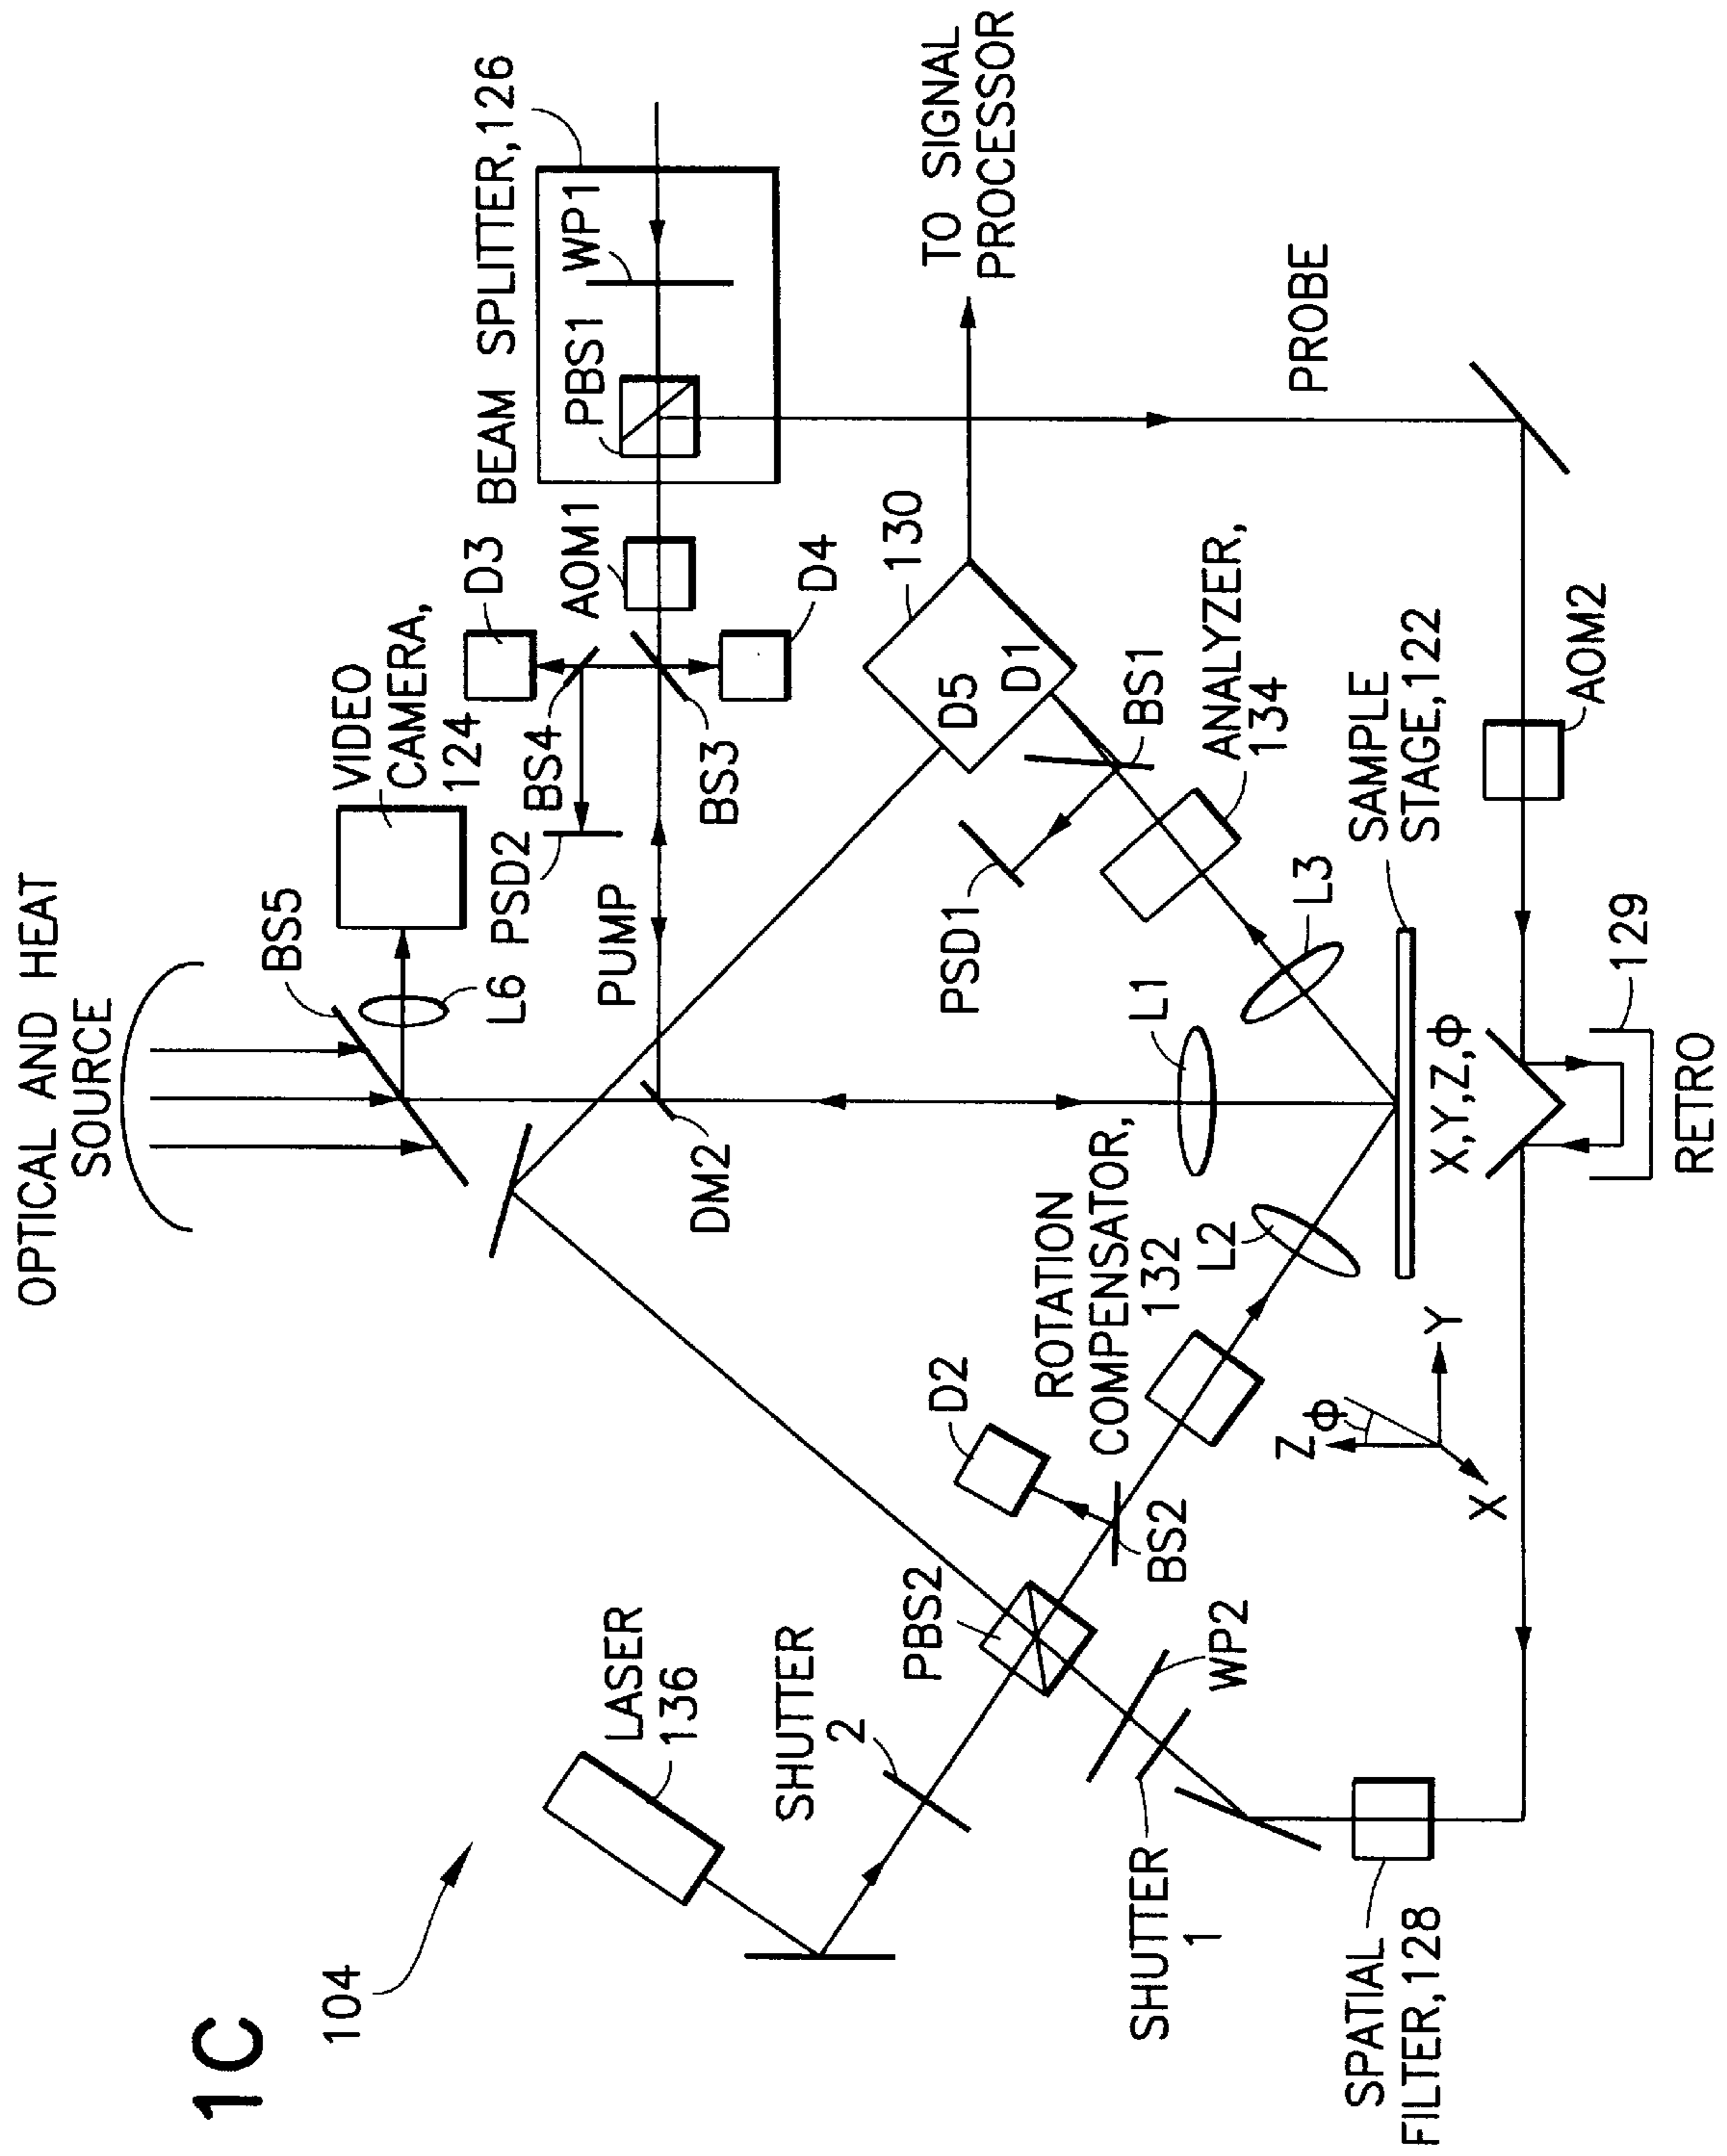 1C
104
OPTICAL AND HEAT
SOURCE
BS5
L6
VIDEO
CAMERA,
124
PSD2
BS4
D3
BEAM SPLITTER,126
AOM1
PBS1
WP1
D4
BS3
PUMP
DM2
TO SIGNAL
PROCESSOR
130
D5
D1
BS1
PSD1
ANALYZER,
134
L3
L1
SAMPLE
STAGE,122
X,Y,Z,Φ
PROBE
AOM2
129
RETRO
ROTATION
COMPENSATOR,
132
L2
D2
BS2
Z
Φ
Y
X
LASER
136
SHUTTER
2
PBS2
WP2
SHUTTER
1
SPATIAL
FILTER,128